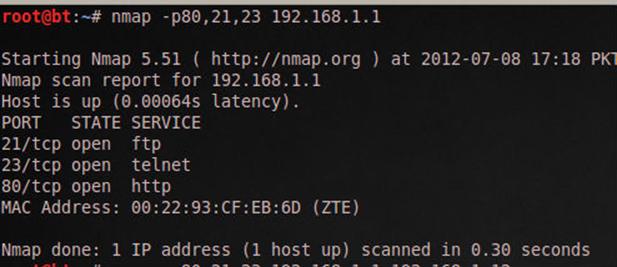 root@bt:~# nmap -p80,21,23 192.168.1.1
Starting Nmap 5.51 ( http://nmap.org ) at 2012-07-08 17:18 PKT
Nmap scan report for 192.168.1.1
Host is up (0.00064s latency).
PORT   STATE SERVICE
21/tcp open  ftp
23/tcp open  telnet
80/tcp open  http
MAC Address: 00:22:93:CF:EB:6D (ZTE)
Nmap done: 1 IP address (1 host up) scanned in 0.30 seconds